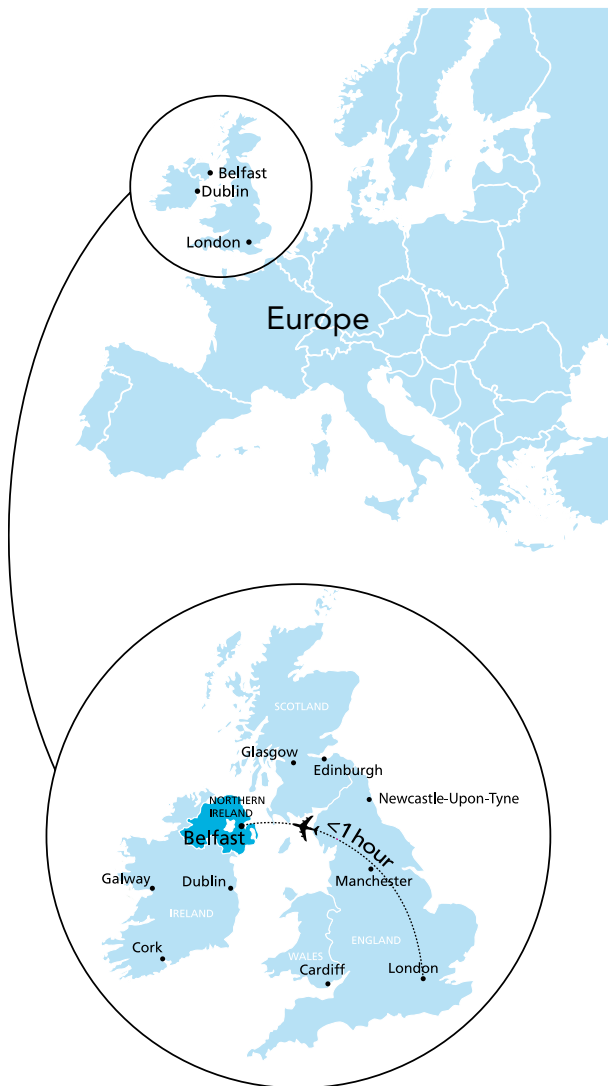 Belfast
Dublin
London
Europe
SCOTLAND
Glasgow
Edinburgh
Newcastle-Upon-Tyne
NORTHERN
IRELAND
Belfast
<1 hour
Manchester
Galway
Dublin
IRELAND
ENGLAND
Cork
WALES
Cardiff
London